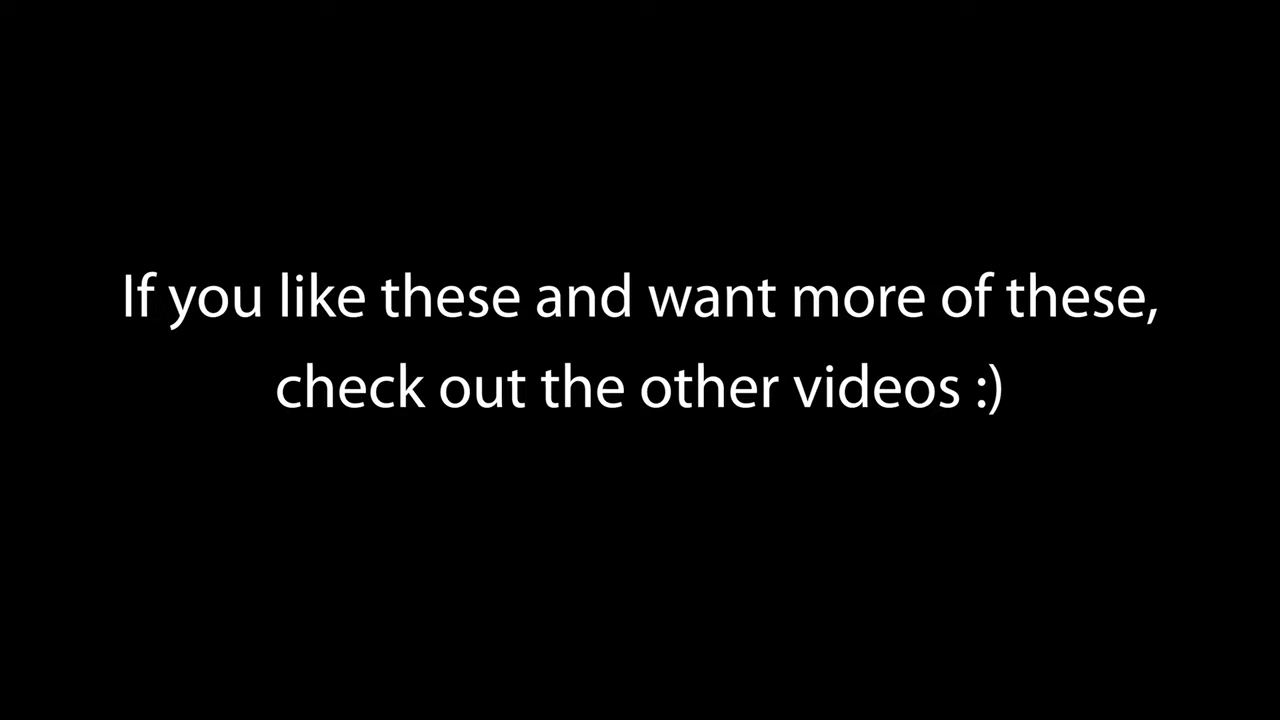 If you like these and want more of these,
check out the other videos :)